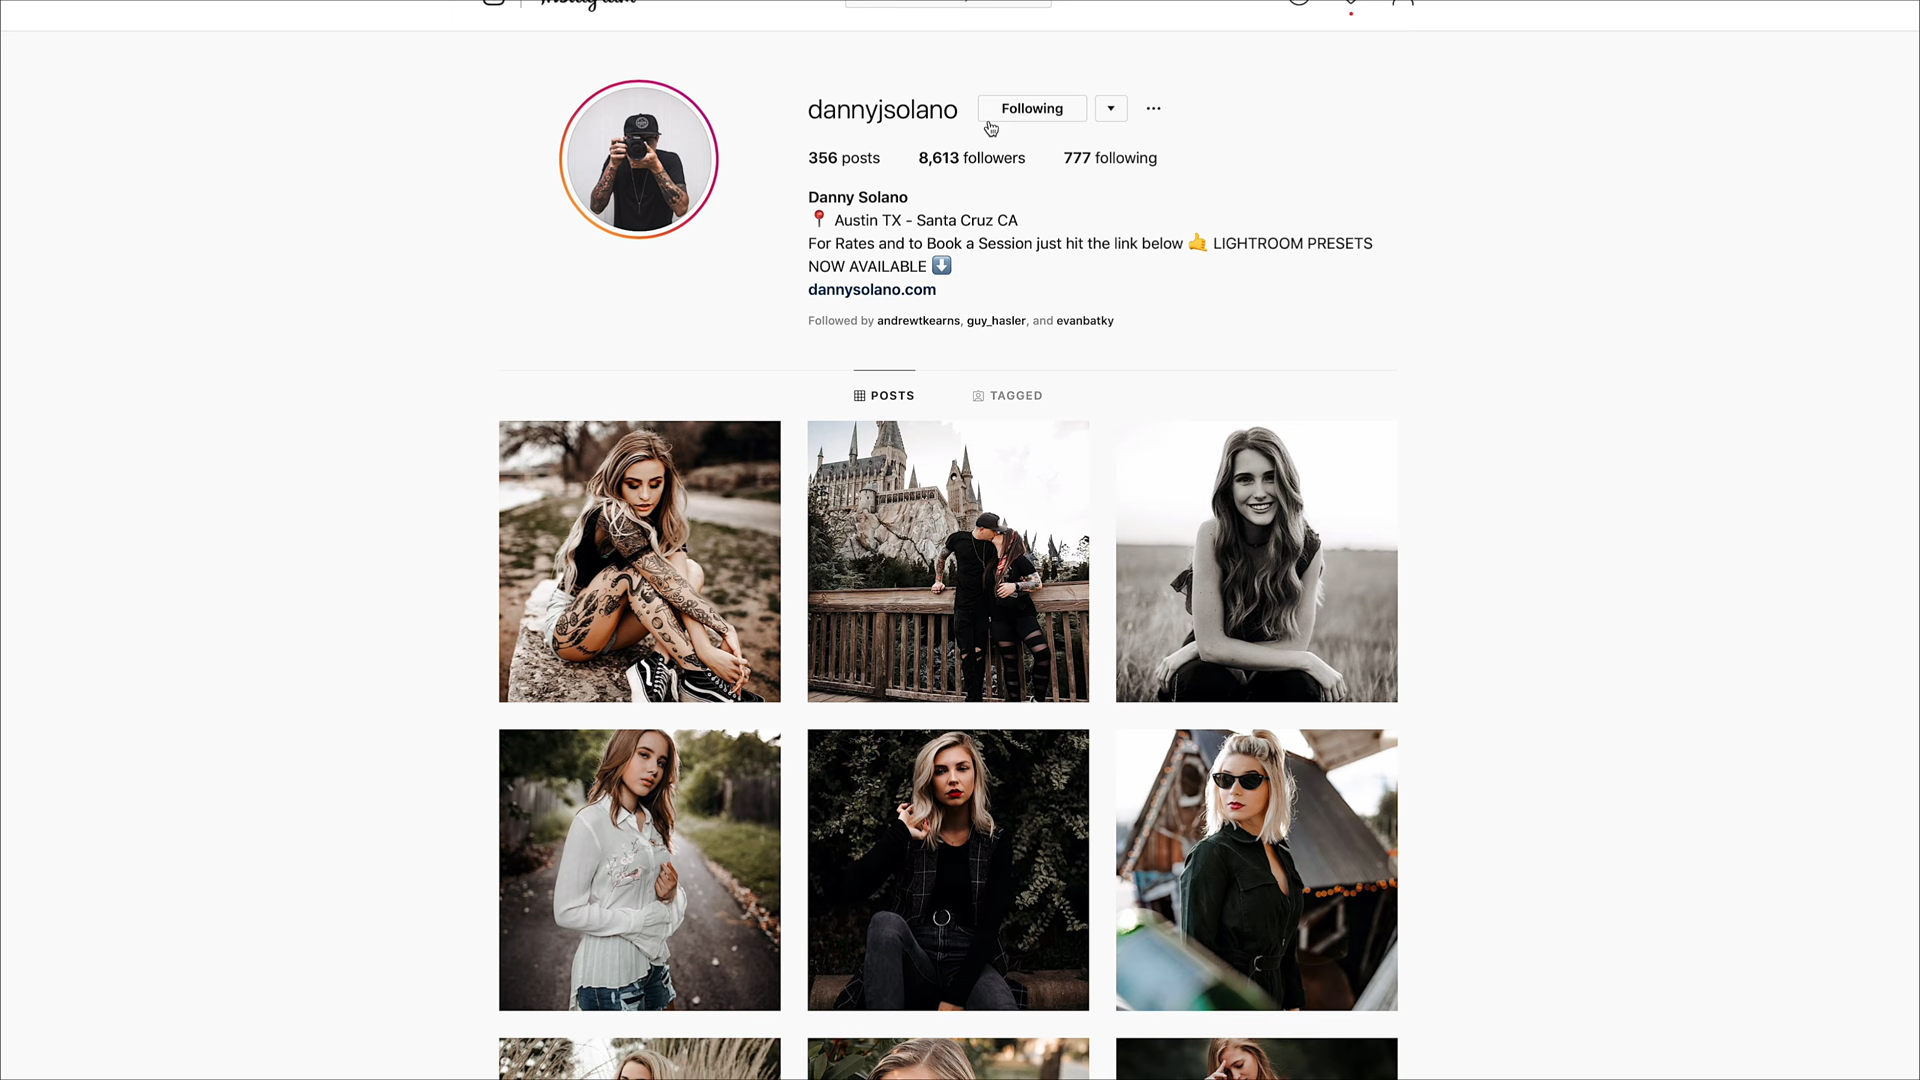 Instagram
dannyjsolano Following
356 posts 8,613 followers 777 following
Danny Solano
📍 Austin TX - Santa Cruz CA
For Rates and to Book a Session just hit the link below 🤙 LIGHTROOM PRESETS
NOW AVAILABLE ⬇️
dannysolano.com
Followed by andrewtkearns, guy_hasler, and evanbatky
POSTS TAGGED